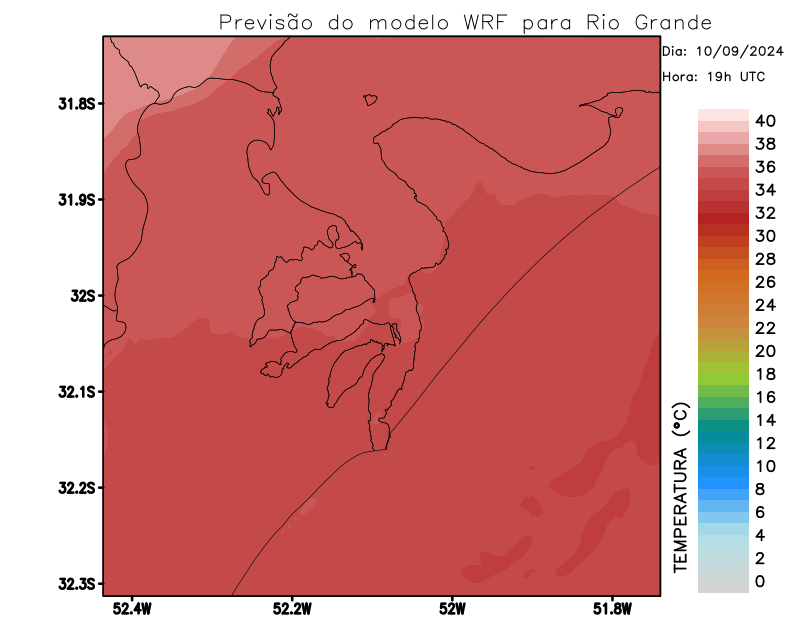 Previsão do modelo WRF para Rio Grande
Dia: 10/09/2024
Hora: 19h UTC
31.8S
31.9S
32S
32.1S
32.2S
32.3S
52.4W
52.2W
52W
51.8W
TEMPERATURA (°C)
40
38
36
34
32
30
28
26
24
22
20
18
16
14
12
10
8
6
4
2
0